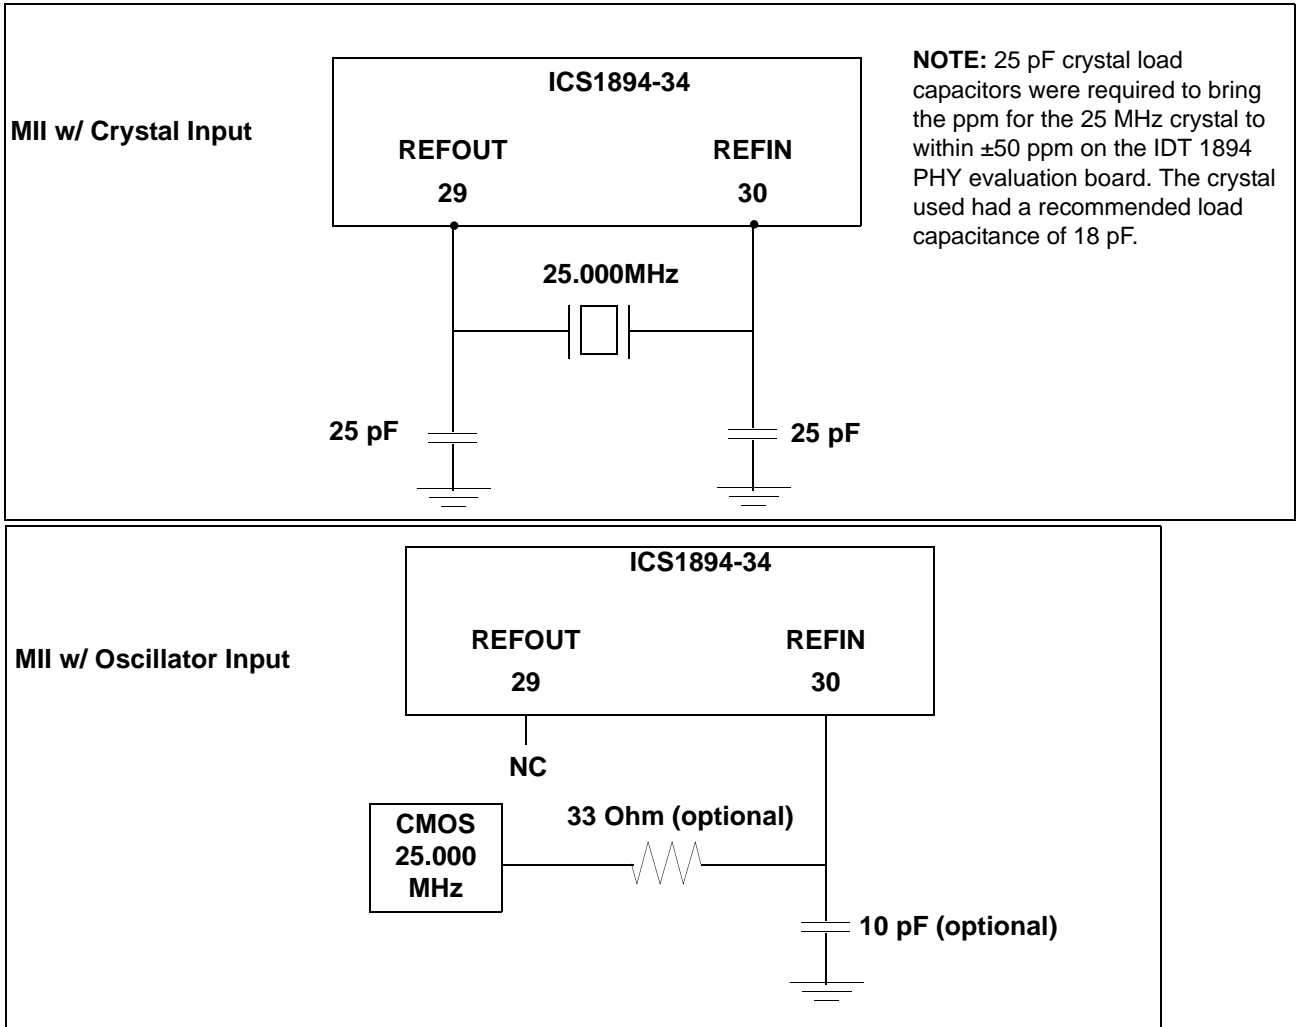 ICS1894-34
MII w/ Crystal Input
REFOUT
REFIN
29
30
25.000MHz
25 pF
25 pF
NOTE: 25 pF crystal load
capacitors were required to bring
the ppm for the 25 MHz crystal to
within ±50 ppm on the IDT 1894
PHY evaluation board. The crystal
used had a recommended load
capacitance of 18 pF.
ICS1894-34
MII w/ Oscillator Input
REFOUT
REFIN
29
30
NC
CMOS
25.000
MHz
33 Ohm (optional)
10 pF (optional)